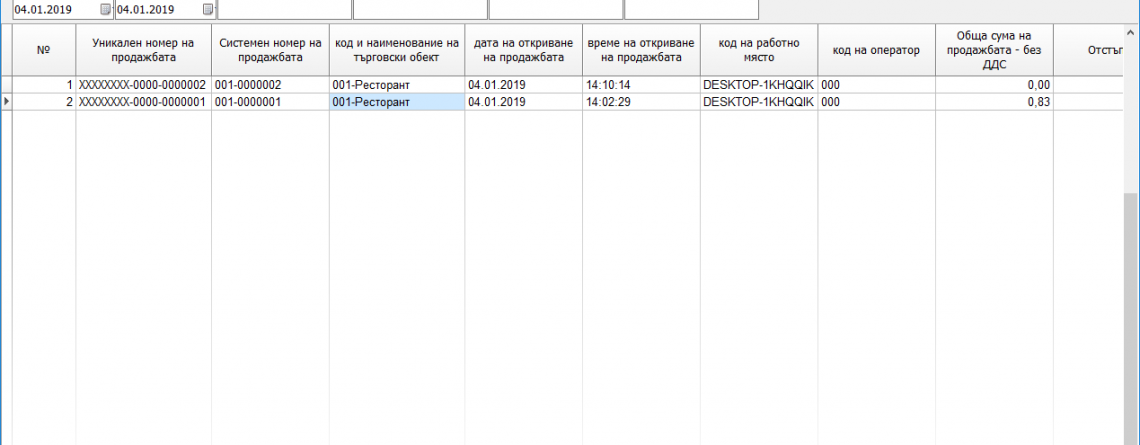 04.01.2019 04.01.2019
№ Уникален номер на продажбата Системен номер на продажбата код и наименование на търговски обект дата на откриване на продажбата време на откриване на продажбата код на работно място код на оператор Обща сума на продажбата - без ДДС Отстъп
1 XXXXXXXX-0000-0000002 001-0000002 001-Ресторант 04.01.2019 14:10:14 DESKTOP-1KHQQIK 000 0,00
2 XXXXXXXX-0000-0000001 001-0000001 001-Ресторант 04.01.2019 14:02:29 DESKTOP-1KHQQIK 000 0,83